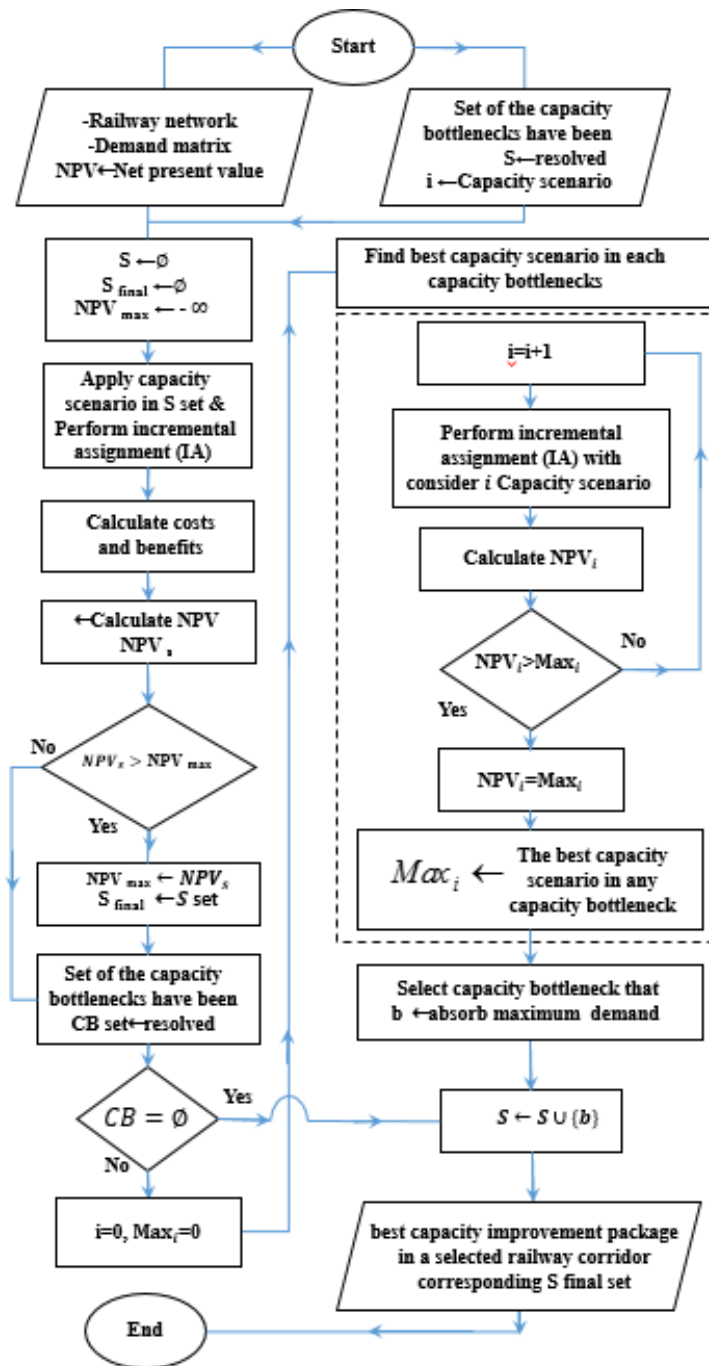 Start
-Railway network
-Demand matrix
NPV←Net present value
Set of the capacity
bottlenecks have been
S←resolved
i ←Capacity scenario
S ←∅
S final ←∅
NPV max ←- ∞
Apply capacity
scenario in S set &
Perform incremental
assignment (IA)
Calculate costs
and benefits
←Calculate NPV
NPV s
NPVs > NPV max
No
Yes
NPV max ← NPVs
S final ←S set
Set of the capacity
bottlenecks have been
CB set←resolved
CB = ∅
Yes
No
i=0, Maxi=0
Find best capacity scenario in each
capacity bottlenecks
i=i+1
Perform incremental
assignment (IA) with
consider i Capacity scenario
Calculate NPVi
NPVi>Maxi
No
Yes
NPVi=Maxi
Maxi ← The best capacity
scenario in any
capacity bottleneck
Select capacity bottleneck that
b ←absorb maximum demand
S ← S ∪ {b}
best capacity improvement package
in a selected railway corridor
corresponding S final set
End